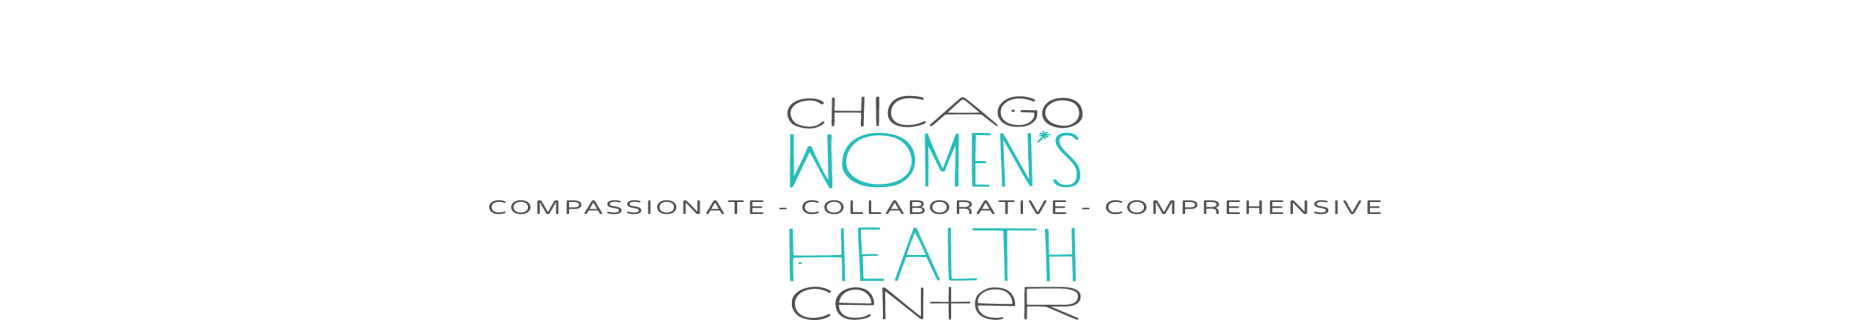 CHICAGO
WOMEN'S
COMPASSIONATE - COLLABORATIVE - COMPREHENSIVE
HEALTH
CeNteR